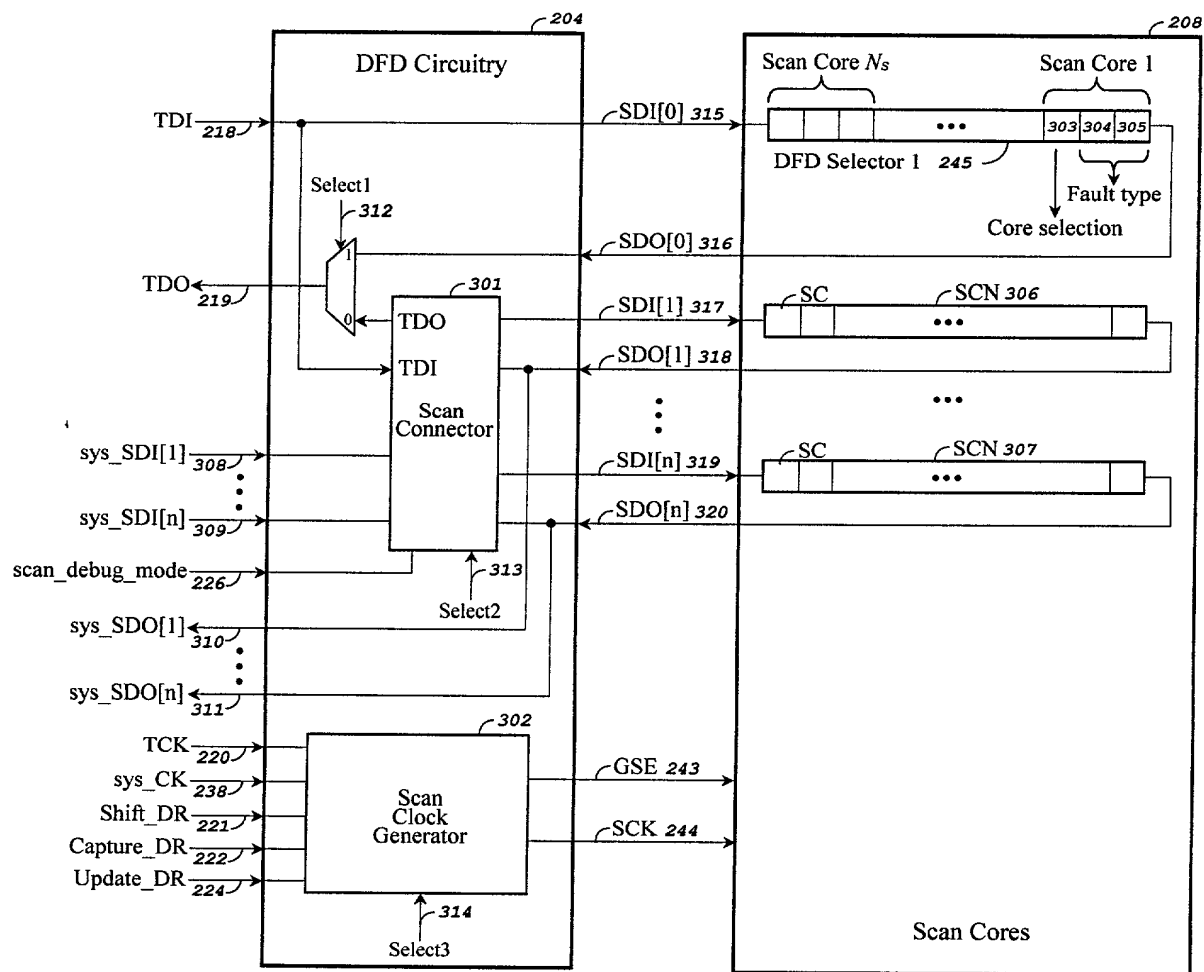 204
208
DFD Circuitry
Scan Core Ns
Scan Core 1
TDI
218
SDI[0] 315
•••
303 304 305
DFD Selector 1 245
Fault type
Core selection
Select1
312
1
SDO[0] 316
TDO
219
301
0
TDO
SDI[1] 317
SC
SCN 306
•••
TDI
SDO[1] 318
Scan
Connector
•••
sys_SDI[1]
308
SDI[n] 319
SC
SCN 307
•••
sys_SDI[n]
309
SDO[n] 320
scan_debug_mode
226
313
Select2
sys_SDO[1]
310
sys_SDO[n]
311
302
TCK
220
sys_CK
238
GSE 243
Shift_DR
221
Scan
Clock
Generator
Capture_DR
222
SCK 244
Update_DR
224
314
Select3
Scan Cores